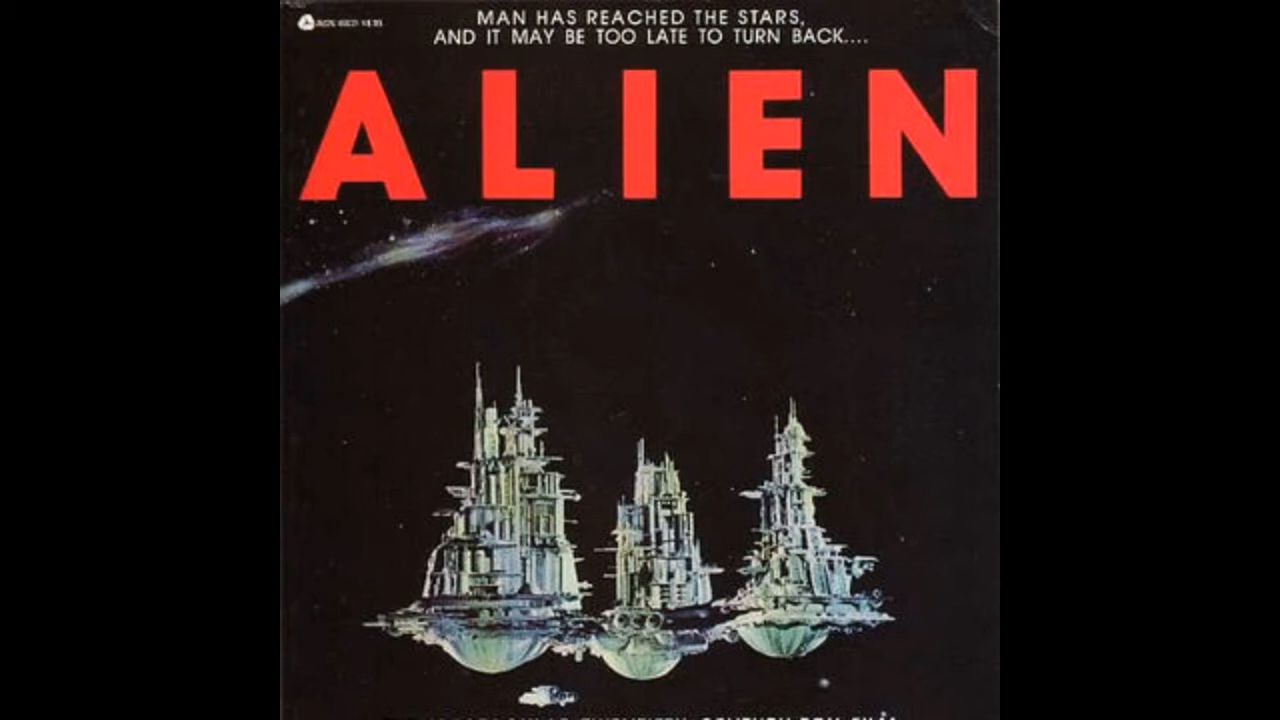 MAN HAS REACHED THE STARS,
AND IT MAY BE TOO LATE TO TURN BACK....
ALIEN